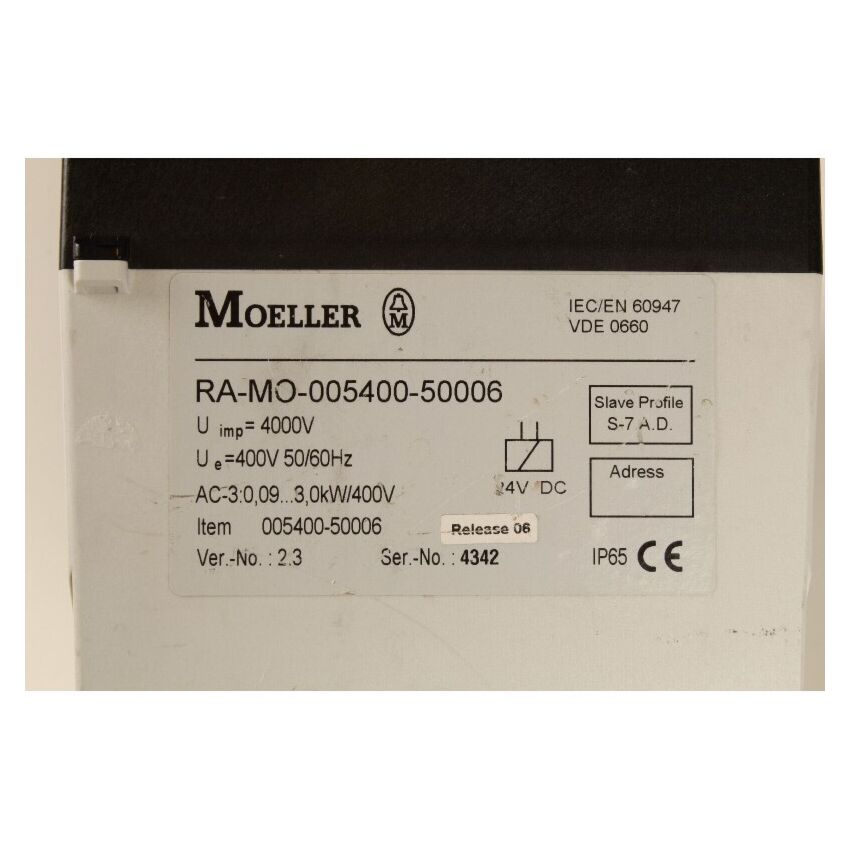 MOELLER M
IEC/EN 60947
VDE 0660
RA-MO-005400-50006
U imp= 4000V
U e=400V 50/60Hz
AC-3:0,09...3,0kW/400V
Item 005400-50006
Release 06
Ver.-No. : 2.3 Ser.-No. : 4342
24V DC
Slave Profile
S-7 A.D.
Adress
IP65 CE